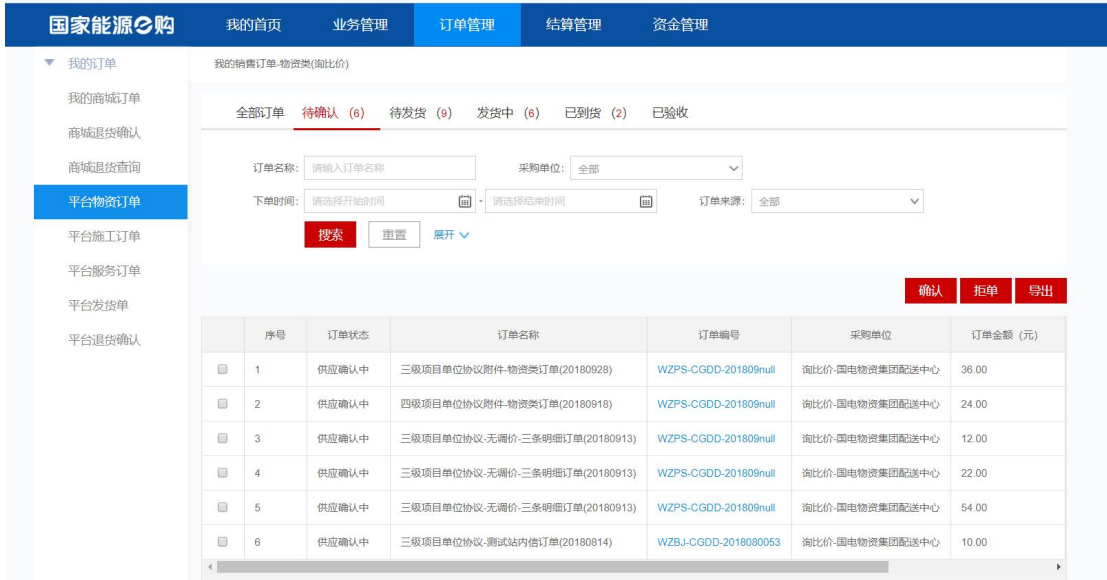 国家能源e购 我的首页 业务管理 订单管理 结算管理 资金管理
我的订单
我的商城订单
商城退货确认
商城退货查询
平台物资订单
平台施工订单
平台服务订单
平台发货单
平台退货确认
我的销售订单-物资类(询比价)
全部订单 待确认 (6) 待发货 (9) 发货中 (6) 已到货 (2) 已验收
订单名称: 请输入订单名称 采购单位: 全部
下单时间: 请选择开始时间 - 请选择结束时间 订单来源: 全部
搜索 重置 展开
确认 拒单 导出
序号 订单状态 订单名称 订单编号 采购单位 订单金额 (元)
1 供应确认中 三级项目单位协议附件-物资类订单(20180928) WZPS-CGDD-201809null 询比价-国电物资集团配送中心 36.00
2 供应确认中 四级项目单位协议附件-物资类订单(20180918) WZPS-CGDD-201809null 询比价-国电物资集团配送中心 24.00
3 供应确认中 三级项目单位协议-无调价-三条明细订单(20180913) WZPS-CGDD-201809null 询比价-国电物资集团配送中心 12.00
4 供应确认中 三级项目单位协议-无调价-三条明细订单(20180913) WZPS-CGDD-201809null 询比价-国电物资集团配送中心 22.00
5 供应确认中 三级项目单位协议-无调价-三条明细订单(20180913) WZPS-CGDD-201809null 询比价-国电物资集团配送中心 54.00
6 供应确认中 三级项目单位协议-测试站内信订单(20180814) WZBJ-CGDD-2018080053 询比价-国电物资集团配送中心 10.00